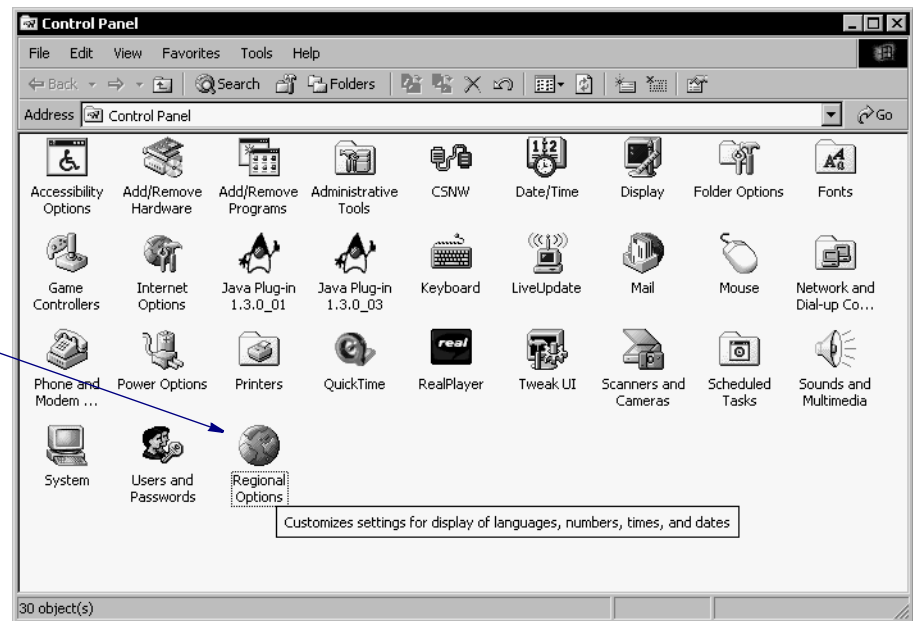 Control Panel
File Edit View Favorites Tools Help
Back Search Folders
Address Control Panel Go
Accessibility Options
Add/Remove Hardware
Add/Remove Programs
Administrative Tools
CSNW
Date/Time
Display
Folder Options
Fonts
Game Controllers
Internet Options
Java Plug-in 1.3.0_01
Java Plug-in 1.3.0_03
Keyboard
LiveUpdate
Mail
Mouse
Network and Dial-up Co...
Phone and Modem ...
Power Options
Printers
QuickTime
real
RealPlayer
Tweak UI
Scanners and Cameras
Scheduled Tasks
Sounds and Multimedia
System
Users and Passwords
Regional Options
Customizes settings for display of languages, numbers, times, and dates
30 object(s)